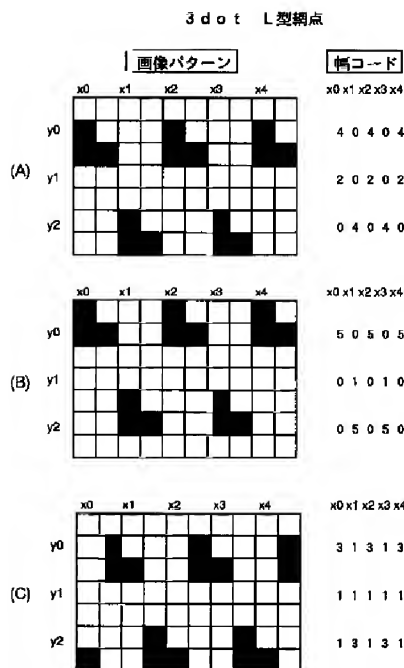 3dot L型網点
画像パターン 幅コード
x0 x1 x2 x3 x4 x0 x1 x2 x3 x4
(A)
y0 4 0 4 0 4
y1 2 0 2 0 2
y2 0 4 0 4 0
x0 x1 x2 x3 x4 x0 x1 x2 x3 x4
(B)
y0 5 0 5 0 5
y1 0 1 0 1 0
y2 0 5 0 5 0
x0 x1 x2 x3 x4 x0 x1 x2 x3 x4
(C)
y0 3 1 3 1 3
y1 1 1 1 1 1
y2 1 3 1 3 1